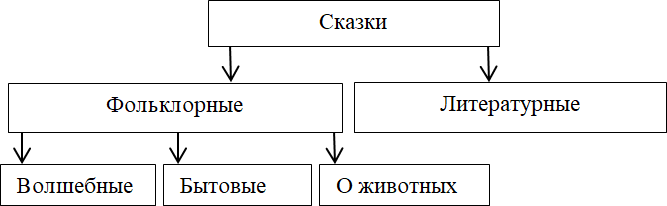 Сказки
Фольклорные
Литературные
Волшебные
Бытовые
О животных